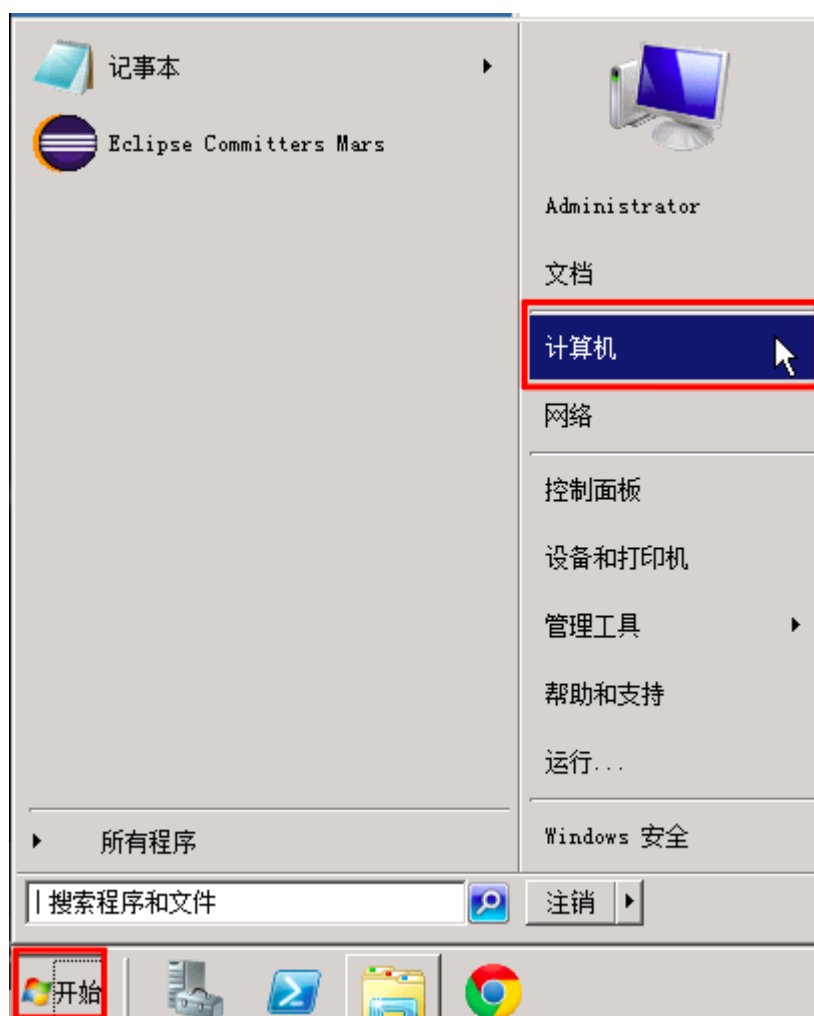 记事本
Eclipse Committers Mars
Administrator
文档
计算机
网络
控制面板
设备和打印机
管理工具
帮助和支持
运行...
Windows 安全
所有程序
搜索程序和文件
注销
开始